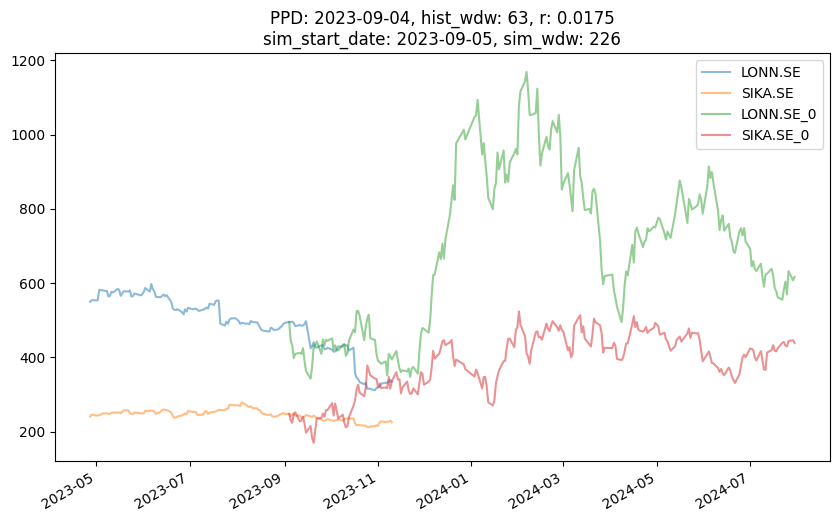 PPD: 2023-09-04, hist_wdw: 63, r: 0.0175
sim_start_date: 2023-09-05, sim_wdw: 226
1200
1000
800
600
400
200
LONN.SE
SIKA.SE
LONN.SE_0
SIKA.SE_0
2023-05
2023-07
2023-09
2023-11
2024-01
2024-03
2024-05
2024-07